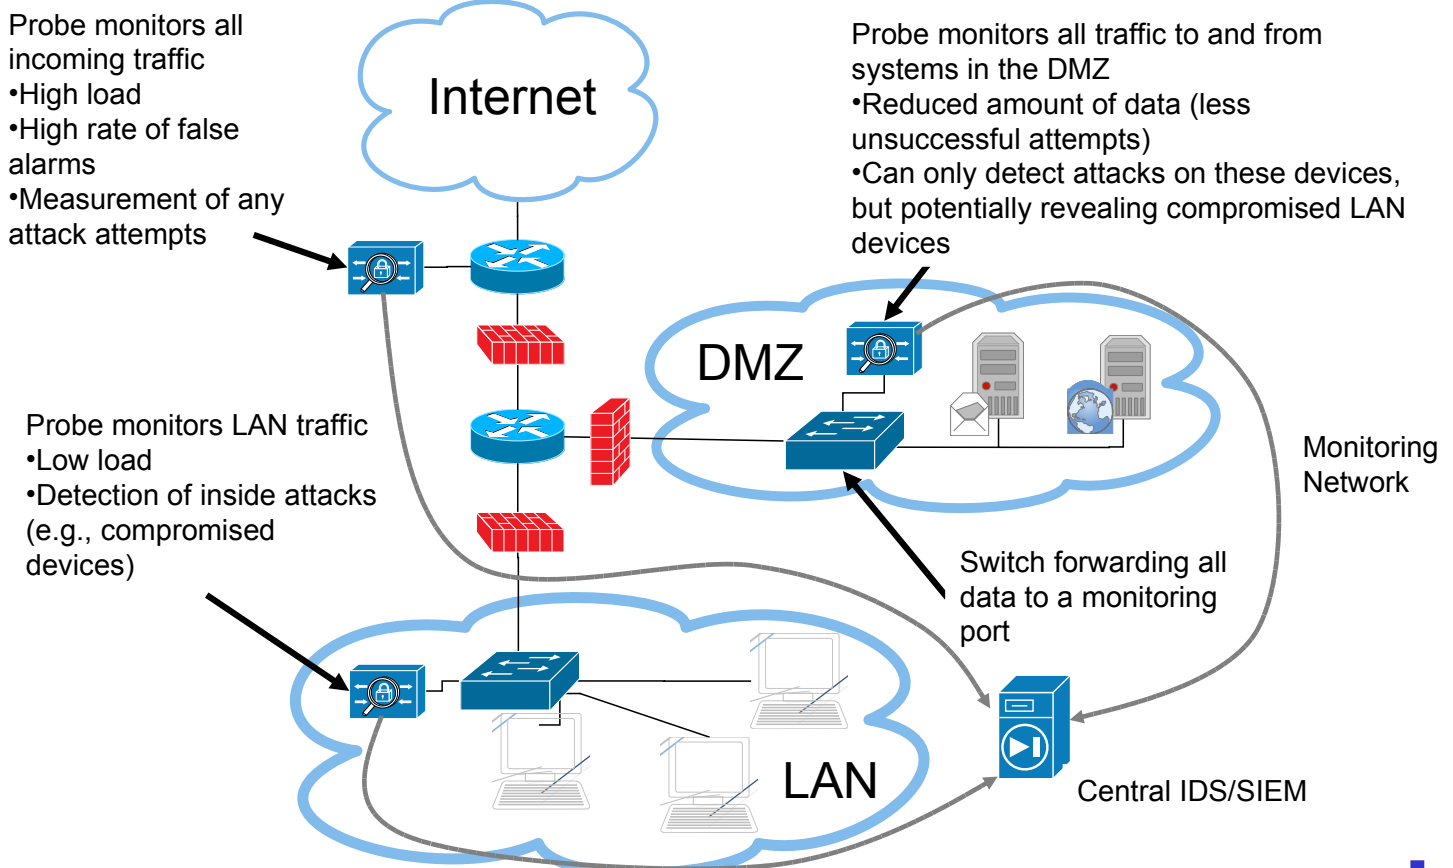 Probe monitors all
incoming traffic
•High load
•High rate of false
alarms
•Measurement of any
attack attempts
Internet
Probe monitors all traffic to and from
systems in the DMZ
•Reduced amount of data (less
unsuccessful attempts)
•Can only detect attacks on these devices,
but potentially revealing compromised LAN
devices
DMZ
Probe monitors LAN traffic
•Low load
•Detection of inside attacks
(e.g., compromised
devices)
Monitoring
Network
Switch forwarding all
data to a monitoring
port
LAN
Central IDS/SIEM